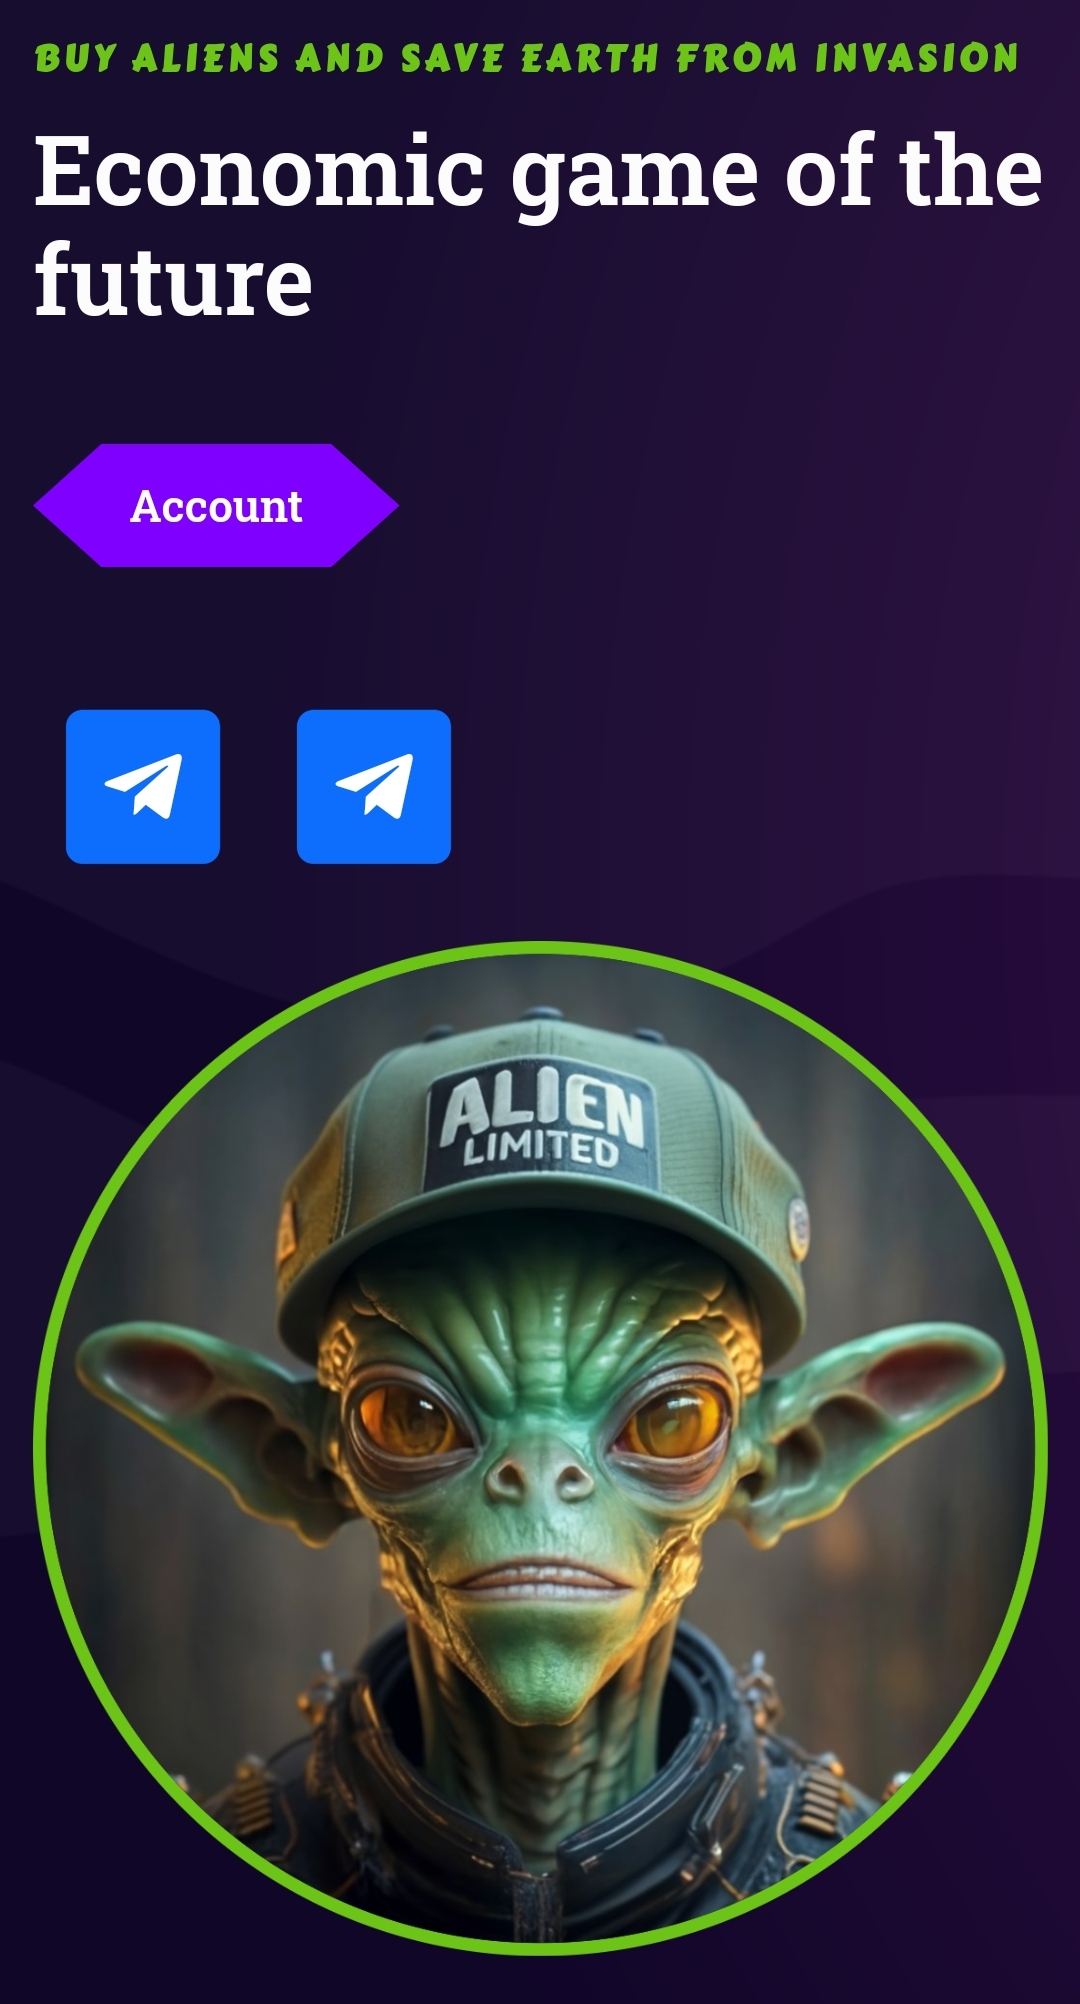 BUY ALIENS AND SAVE EARTH FROM INVASION
Economic game of the
future
Account
ALIEN
LIMITED